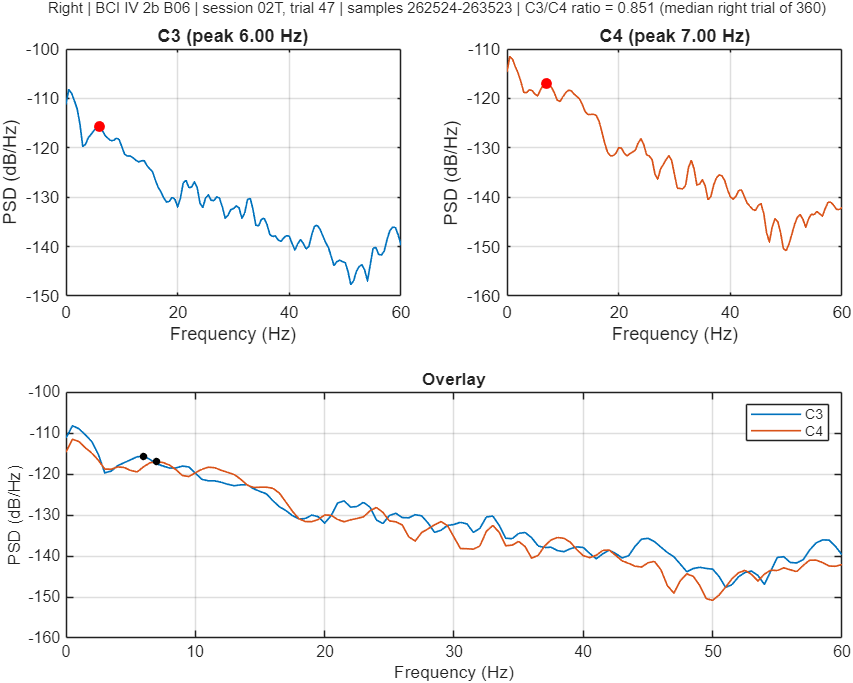 Right | BCI IV 2b B06 | session 02T, trial 47 | samples 262524-263523 | C3/C4 ratio = 0.851 (median right trial of 360)
C3 (peak 6.00 Hz)
-100
-110
-120
-130
-140
-150
0
20
40
60
PSD (dB/Hz)
Frequency (Hz)
C4 (peak 7.00 Hz)
-110
-120
-130
-140
-150
-160
0
20
40
60
PSD (dB/Hz)
Frequency (Hz)
Overlay
-100
-110
-120
-130
-140
-150
-160
0
10
20
30
40
50
60
PSD (dB/Hz)
Frequency (Hz)
C3
C4